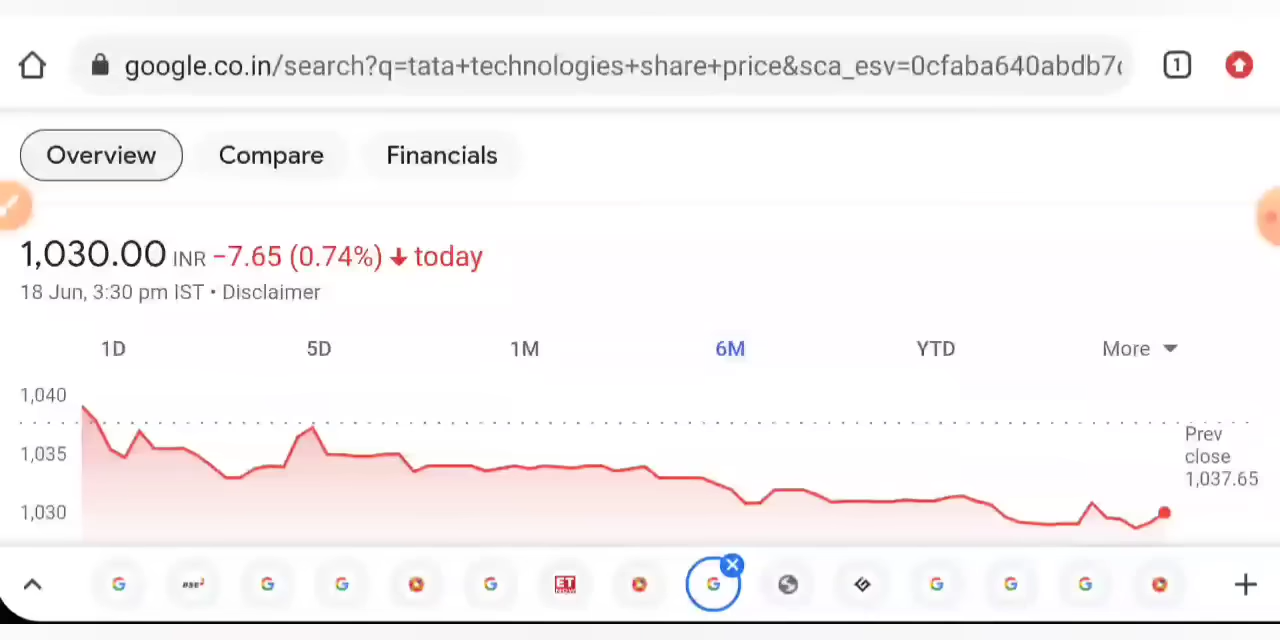 google.co.in/search?q=tata+technologies+share+price&sca_esv=0cfaba640abdb7
1
Overview Compare Financials
1,030.00 INR −7.65 (0.74%) today
18 Jun, 3:30 pm IST • Disclaimer
1D 5D 1M 6M YTD More
1,040
1,035
1,030
Prev
close
1,037.65
ET